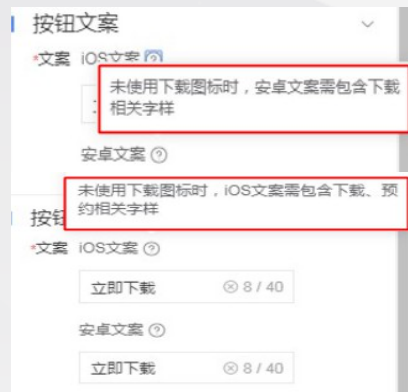 按钮文案
*文案 iOS文案
未使用下载图标时，安卓文案需包含下载
相关字样
安卓文案 ?
未使用下载图标时，iOS文案需包含下载、预
约相关字样
按钮
*文案 iOS文案 ?
立即下载 8 / 40
安卓文案 ?
立即下载 8 / 40